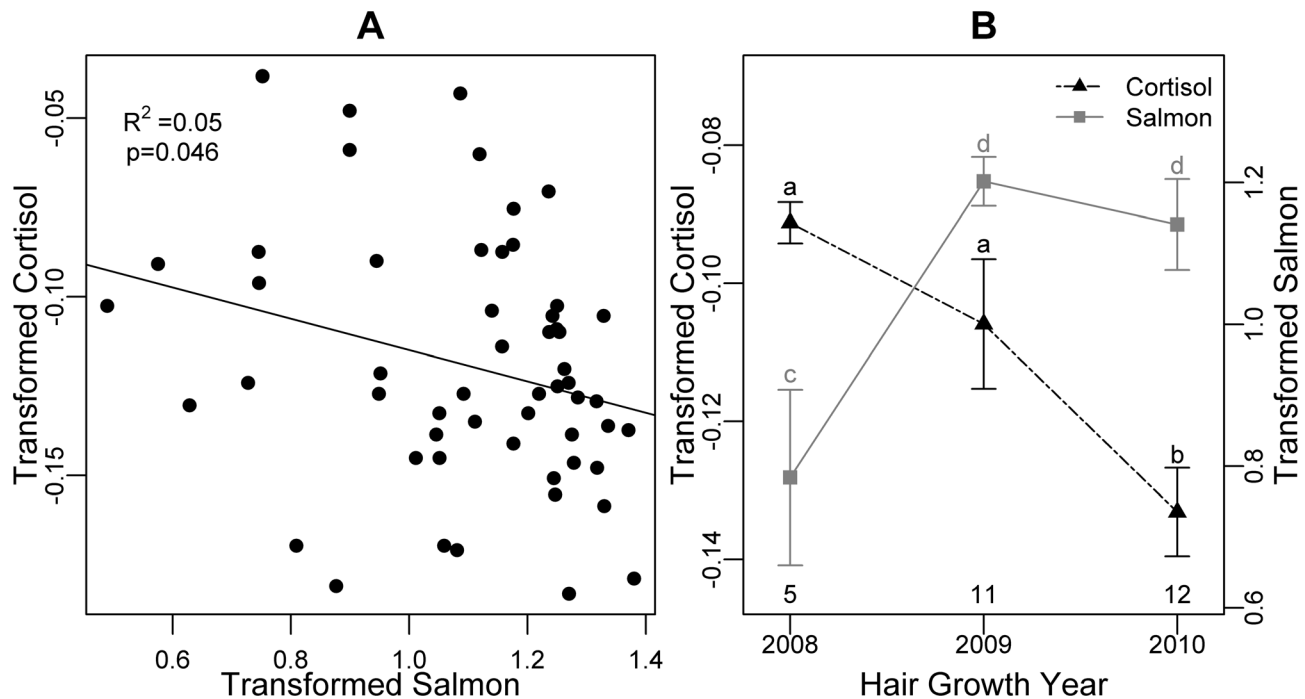 A
R² =0.05
p=0.046
Transformed Cortisol
-0.05
-0.10
-0.15
0.6 0.8 1.0 1.2 1.4
Transformed Salmon
B
Cortisol
Salmon
Transformed Cortisol
-0.08
-0.10
-0.12
-0.14
a
a
b
c
d
d
5 11 12
2008 2009 2010
Hair Growth Year
1.2
1.0
0.8
0.6
Transformed Salmon